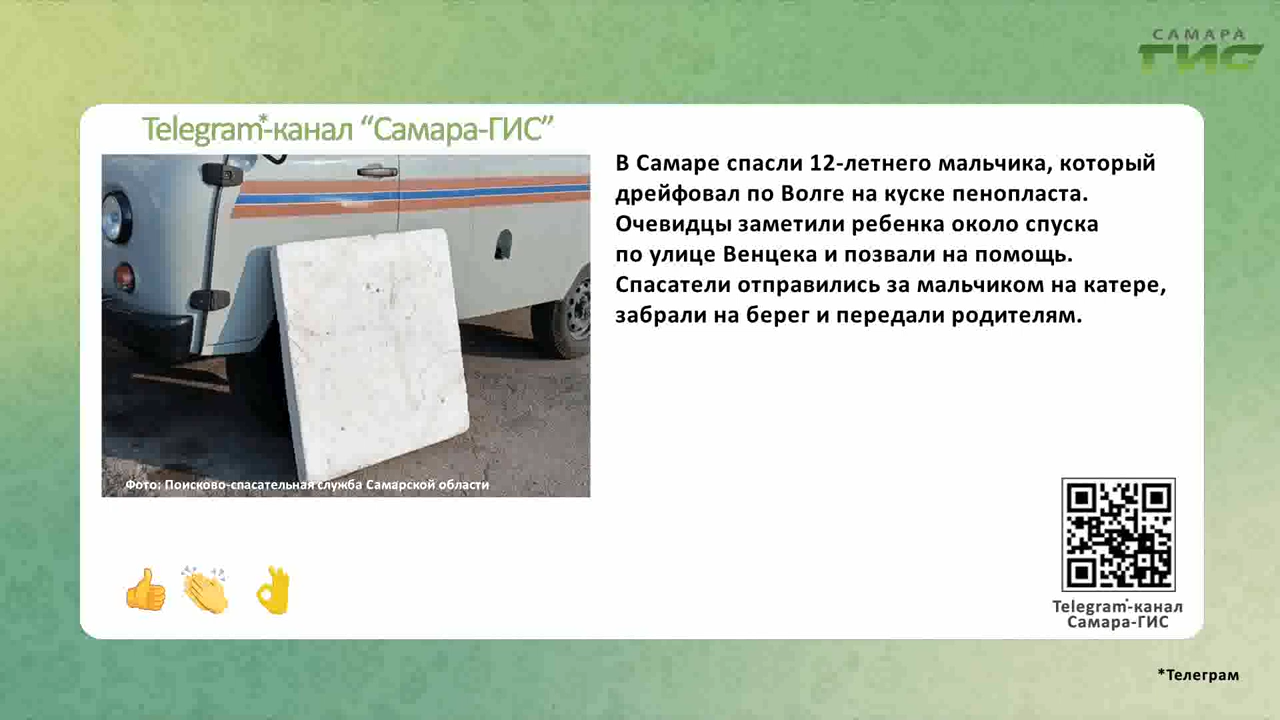 САМАРА
ГИС
Telegram*-канал “Самара-ГИС”
В Самаре спасли 12-летнего мальчика, который
дрейфовал по Волге на куске пенопласта.
Очевидцы заметили ребенка около спуска
по улице Венцека и позвали на помощь.
Спасатели отправились за мальчиком на катере,
забрали на берег и передали родителям.
Фото: Поисково-спасательная служба Самарской области
Telegram*-канал
Самара-ГИС
*Телеграм